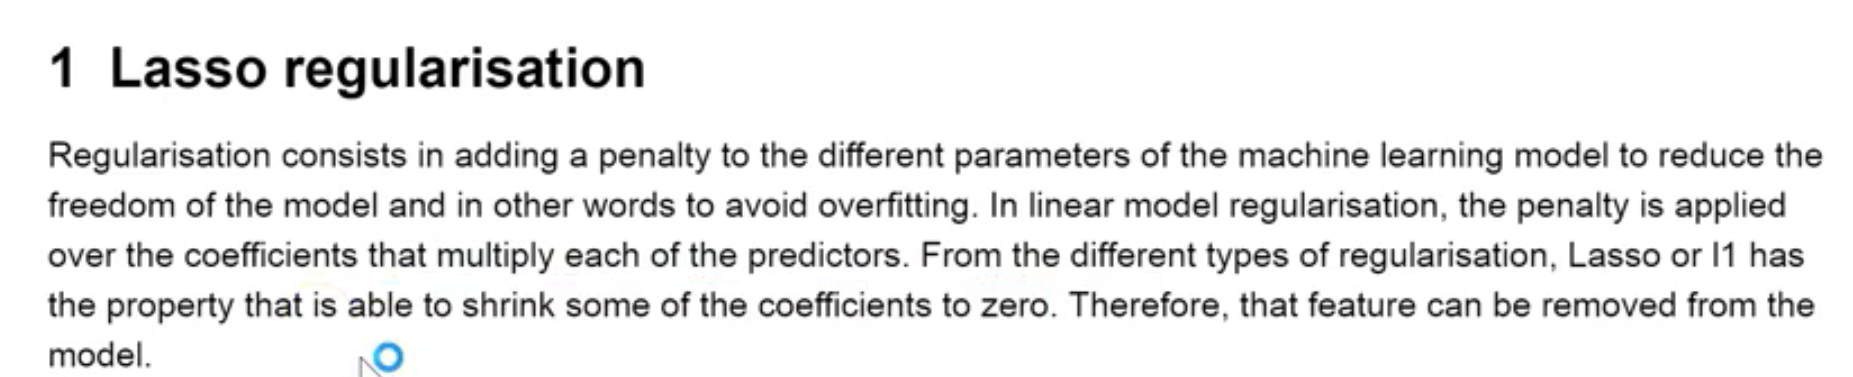 1 Lasso regularisation
Regularisation consists in adding a penalty to the different parameters of the machine learning model to reduce the
freedom of the model and in other words to avoid overfitting. In linear model regularisation, the penalty is applied
over the coefficients that multiply each of the predictors. From the different types of regularisation, Lasso or l1 has
the property that is able to shrink some of the coefficients to zero. Therefore, that feature can be removed from the
model.